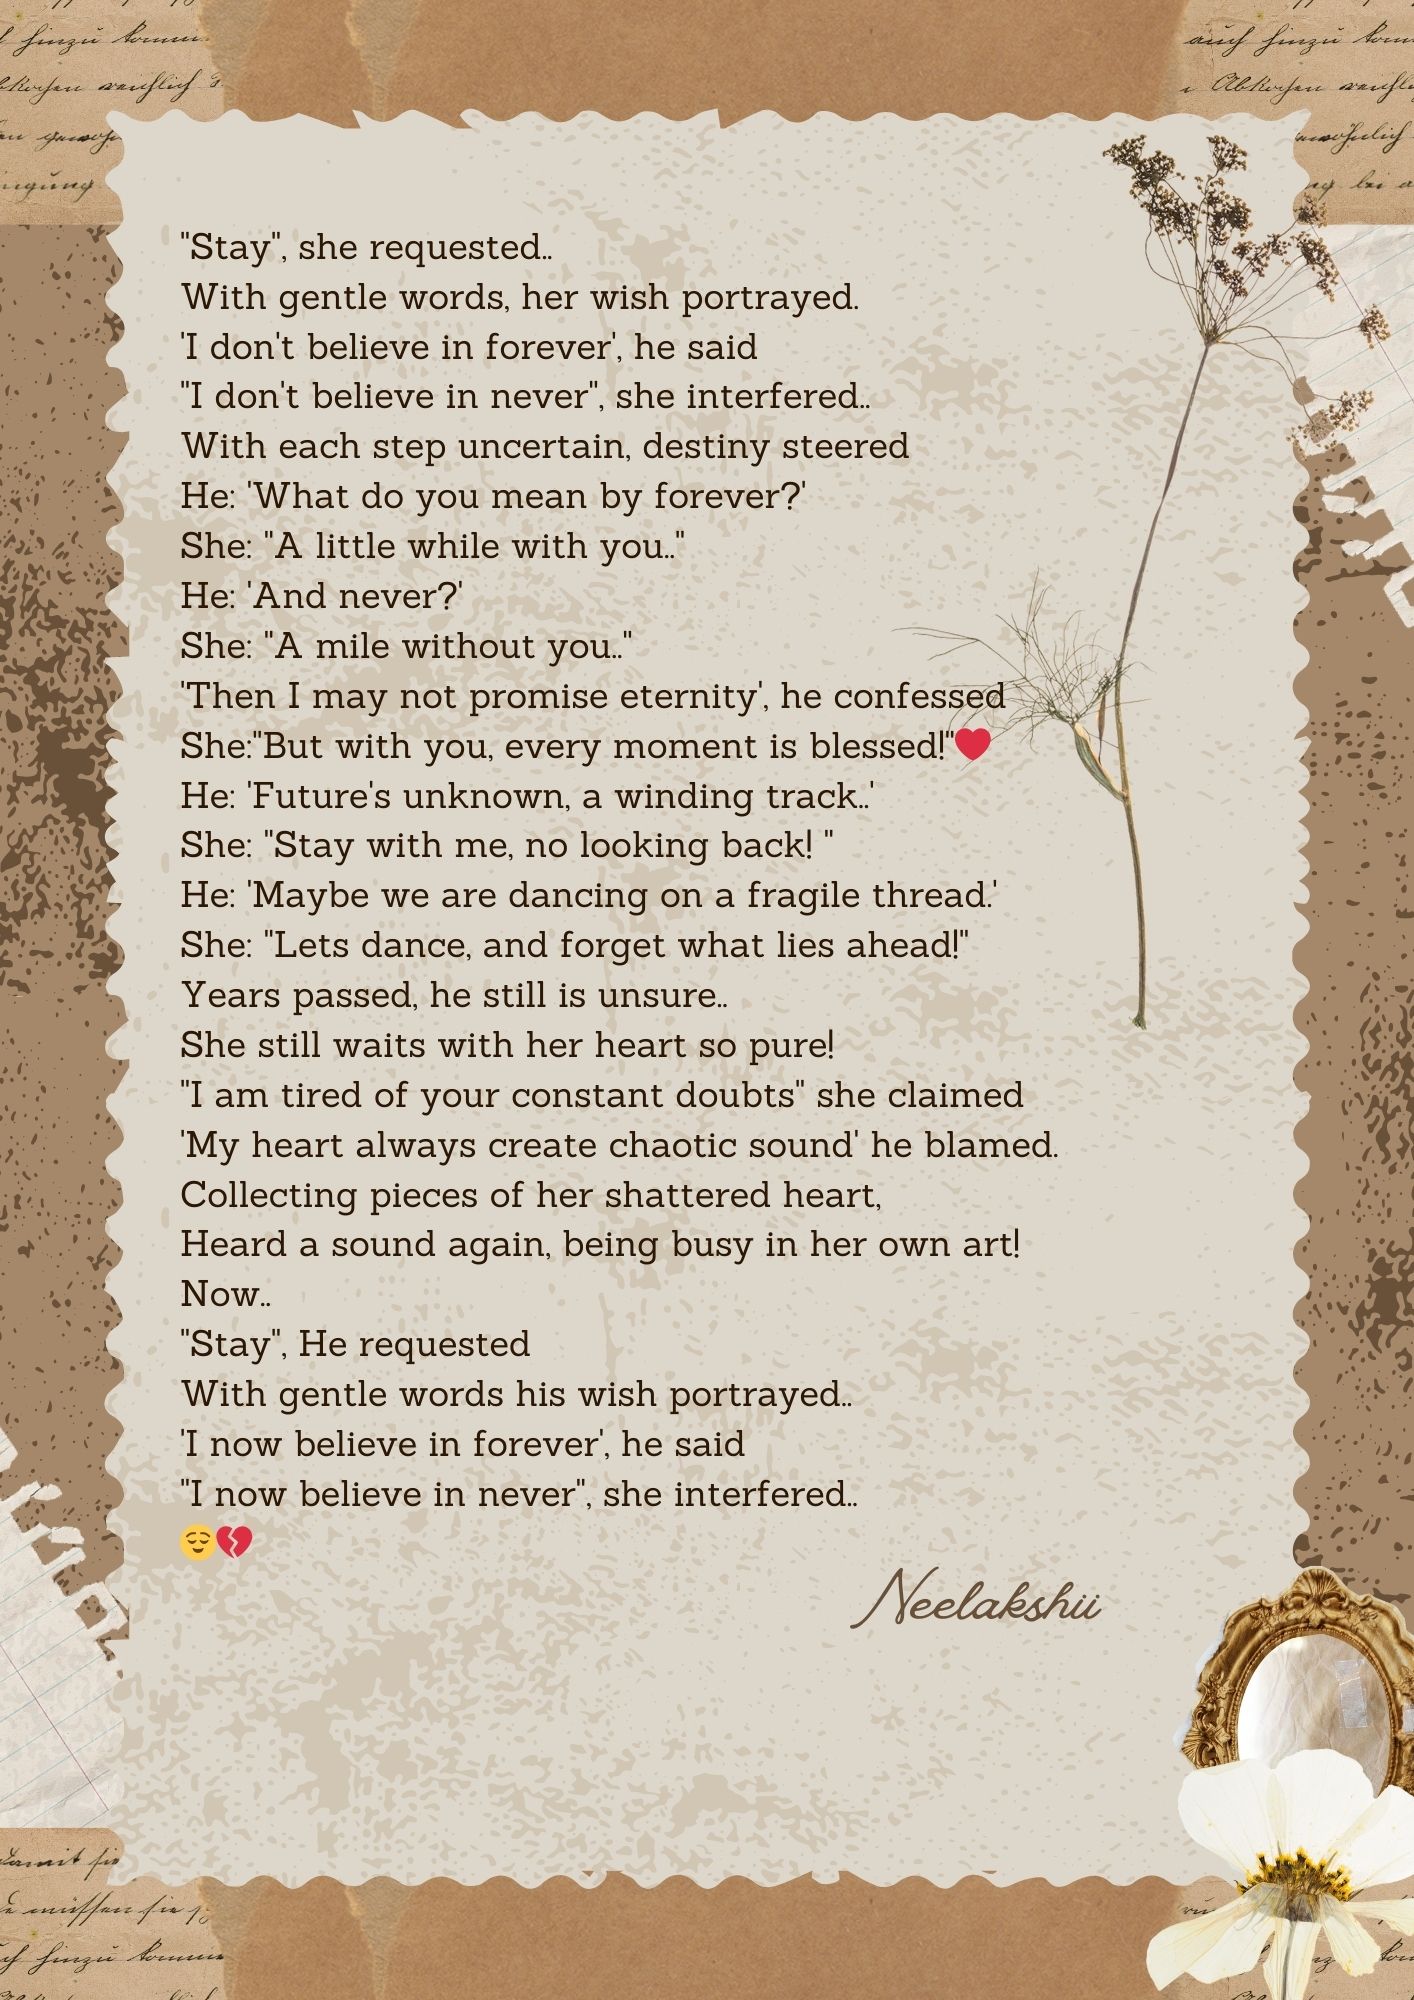 "Stay", she requested..
With gentle words, her wish portrayed.
'I don't believe in forever', he said
"I don't believe in never", she interfered..
With each step uncertain, destiny steered
He: 'What do you mean by forever?'
She: "A little while with you.."
He: 'And never?'
She: "A mile without you.."
'Then I may not promise eternity', he confessed
She:"But with you, every moment is blessed!"❤️
He: 'Future's unknown, a winding track..'
She: "Stay with me, no looking back! "
He: 'Maybe we are dancing on a fragile thread.'
She: "Lets dance, and forget what lies ahead!"
Years passed, he still is unsure..
She still waits with her heart so pure!
"I am tired of your constant doubts" she claimed
'My heart always create chaotic sound' he blamed.
Collecting pieces of her shattered heart,
Heard a sound again, being busy in her own art!
Now..
"Stay", He requested
With gentle words his wish portrayed..
'I now believe in forever', he said
"I now believe in never", she interfered..
😌💔
Neelakshii